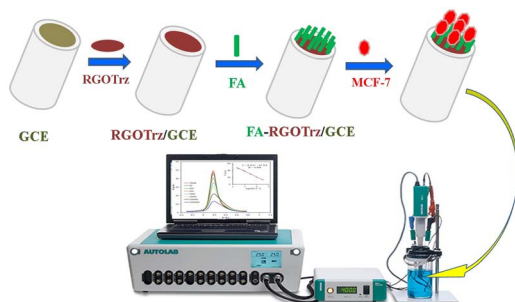 RGOTrz
FA
MCF-7
GCE
RGOTrz/GCE
FA-RGOTrz/GCE
AUTOLAB